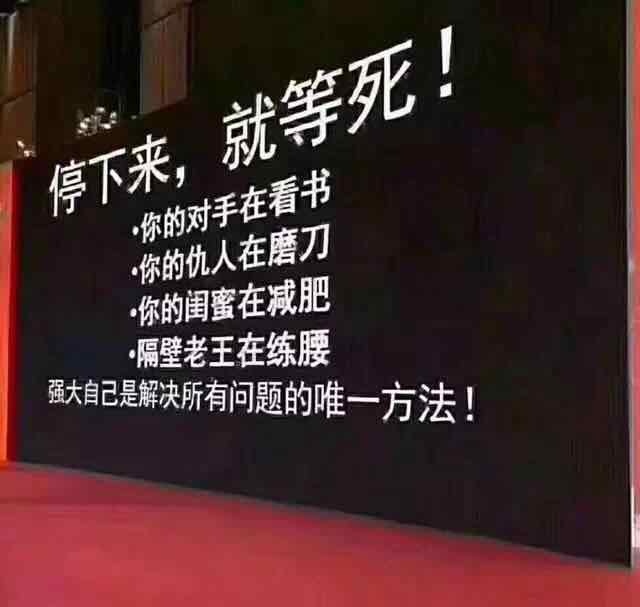 停下来，就等死！
·你的对手在看书
·你的仇人在磨刀
·你的闺蜜在减肥
·隔壁老王在练腰
强大自己是解决所有问题的唯一方法！